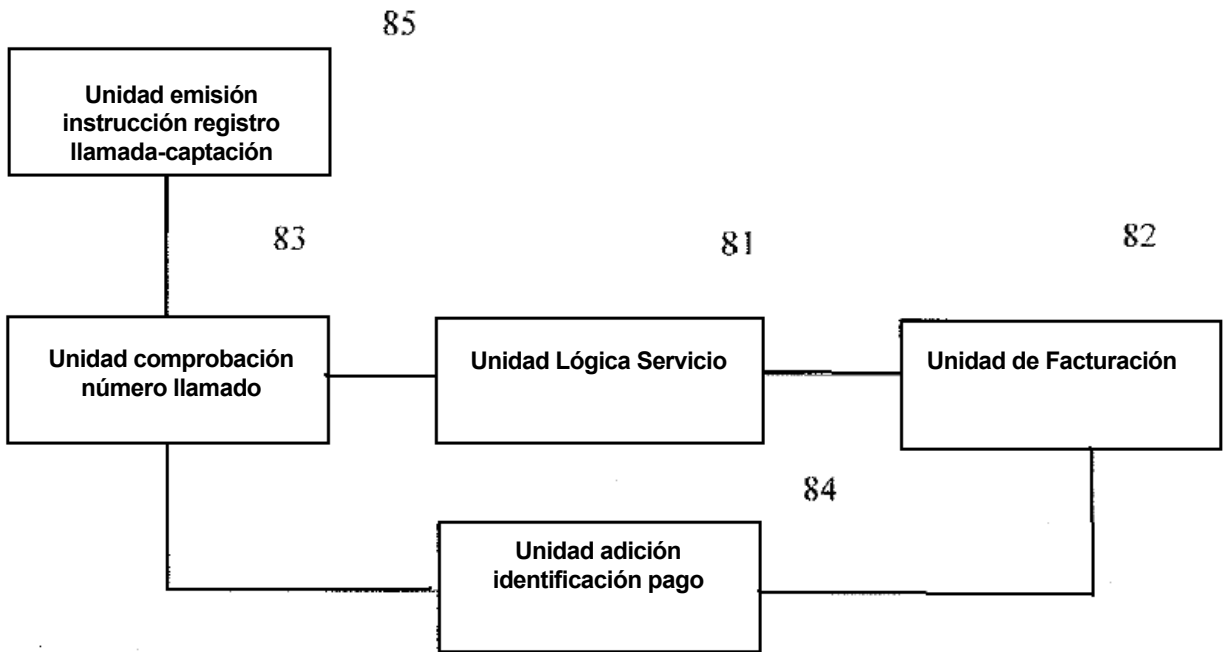 85
Unidad emisión
instrucción registro
llamada-captación
83
81
82
Unidad comprobación
número llamado
Unidad Lógica Servicio
Unidad de Facturación
84
Unidad adición
identificación pago